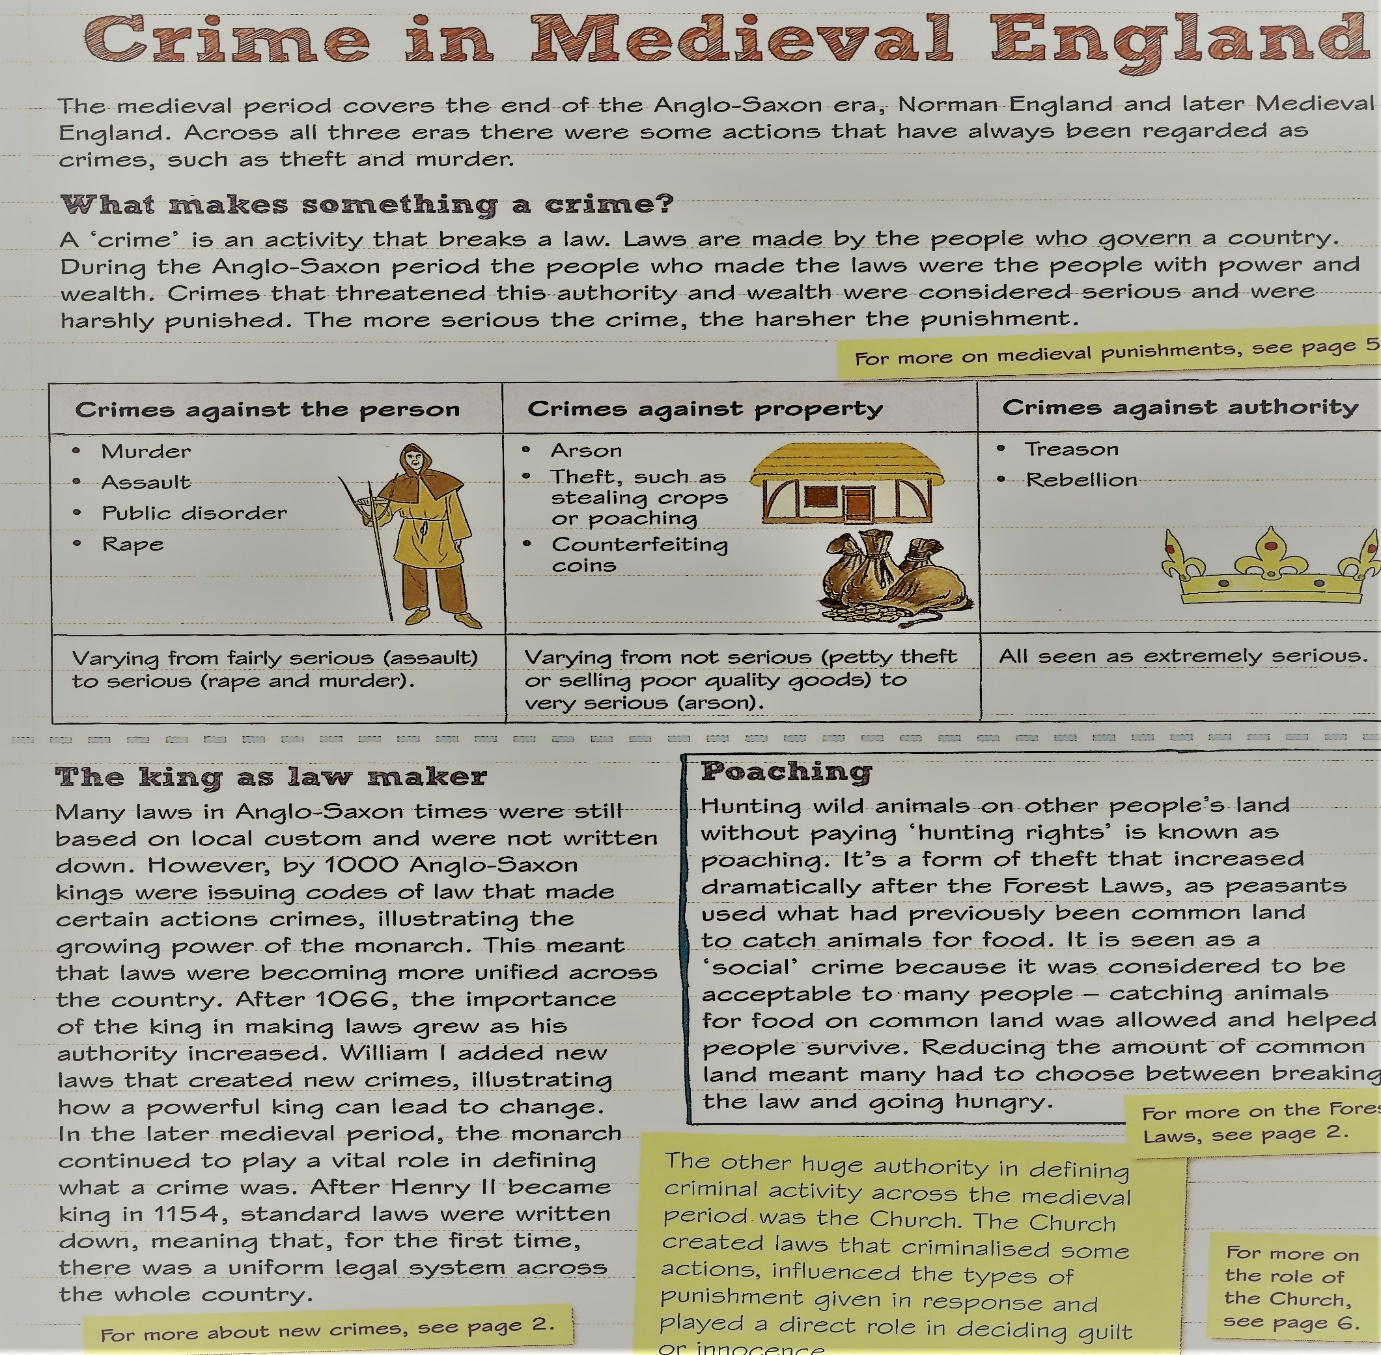 Crime in Medieval England
The medieval period covers the end of the Anglo-Saxon era, Norman England and later Medieval
England. Across all three eras there were some actions that have always been regarded as
crimes, such as theft and murder.
What makes something a crime?
A ‘crime’ is an activity that breaks a law. Laws are made by the people who govern a country.
During the Anglo-Saxon period the people who made the laws were the people with power and
wealth. Crimes that threatened this authority and wealth were considered serious and were
harshly punished. The more serious the crime, the harsher the punishment.
For more on medieval punishments, see page 5
Crimes against the person
• Murder
• Assault
• Public disorder
• Rape
Varying from fairly serious (assault)
to serious (rape and murder).
Crimes against property
• Arson
• Theft, such as
stealing crops
or poaching
• Counterfeiting
coins
Varying from not serious (petty theft
or selling poor quality goods) to
very serious (arson).
Crimes against authority
• Treason
• Rebellion
All seen as extremely serious.
The king as law maker
Many laws in Anglo-Saxon times were still
based on local custom and were not written
down. However, by 1000 Anglo-Saxon
kings were issuing codes of law that made
certain actions crimes, illustrating the
growing power of the monarch. This meant
that laws were becoming more unified across
the country. After 1066, the importance
of the king in making laws grew as his
authority increased. William I added new
laws that created new crimes, illustrating
how a powerful king can lead to change.
In the later medieval period, the monarch
continued to play a vital role in defining
what a crime was. After Henry II became
king in 1154, standard laws were written
down, meaning that, for the first time,
there was a uniform legal system across
the whole country.
For more about new crimes, see page 2.
Poaching
Hunting wild animals on other people’s land
without paying ‘hunting rights’ is known as
poaching. It’s a form of theft that increased
dramatically after the Forest Laws, as peasants
used what had previously been common land
to catch animals for food. It is seen as a
‘social’ crime because it was considered to be
acceptable to many people – catching animals
for food on common land was allowed and helped
people survive. Reducing the amount of common
land meant many had to choose between breaking
the law and going hungry.
For more on the Fores
Laws, see page 2.
The other huge authority in defining
criminal activity across the medieval
period was the Church. The Church
created laws that criminalised some
actions, influenced the types of
punishment given in response and
played a direct role in deciding guilt
or innocence
For more on
the role of
the Church,
see page 6.